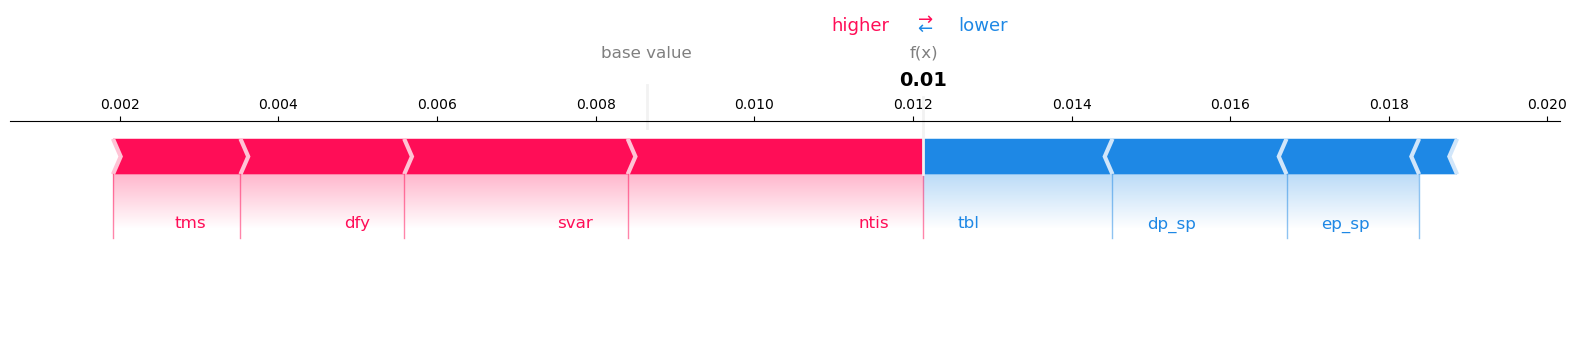 higher ⇄ lower
base value f(x)
0.01
0.002 0.004 0.006 0.008 0.010 0.012 0.014 0.016 0.018 0.020
tms dfy svar ntis tbl dp_sp ep_sp